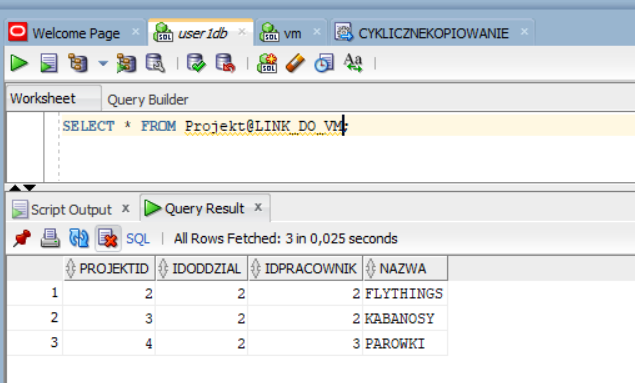 Welcome Page user1db vm CYKLICZNEKOPIOWANIE
Worksheet Query Builder
SELECT * FROM Projekt@LINK_DO_VM;
Script Output x Query Result x
SQL | All Rows Fetched: 3 in 0,025 seconds
PROJEKTID IDODDZIAL IDPRACOWNIK NAZWA
1 2 2 2 FLYTHINGS
2 3 2 2 KABANOSY
3 4 2 3 PAROWKI